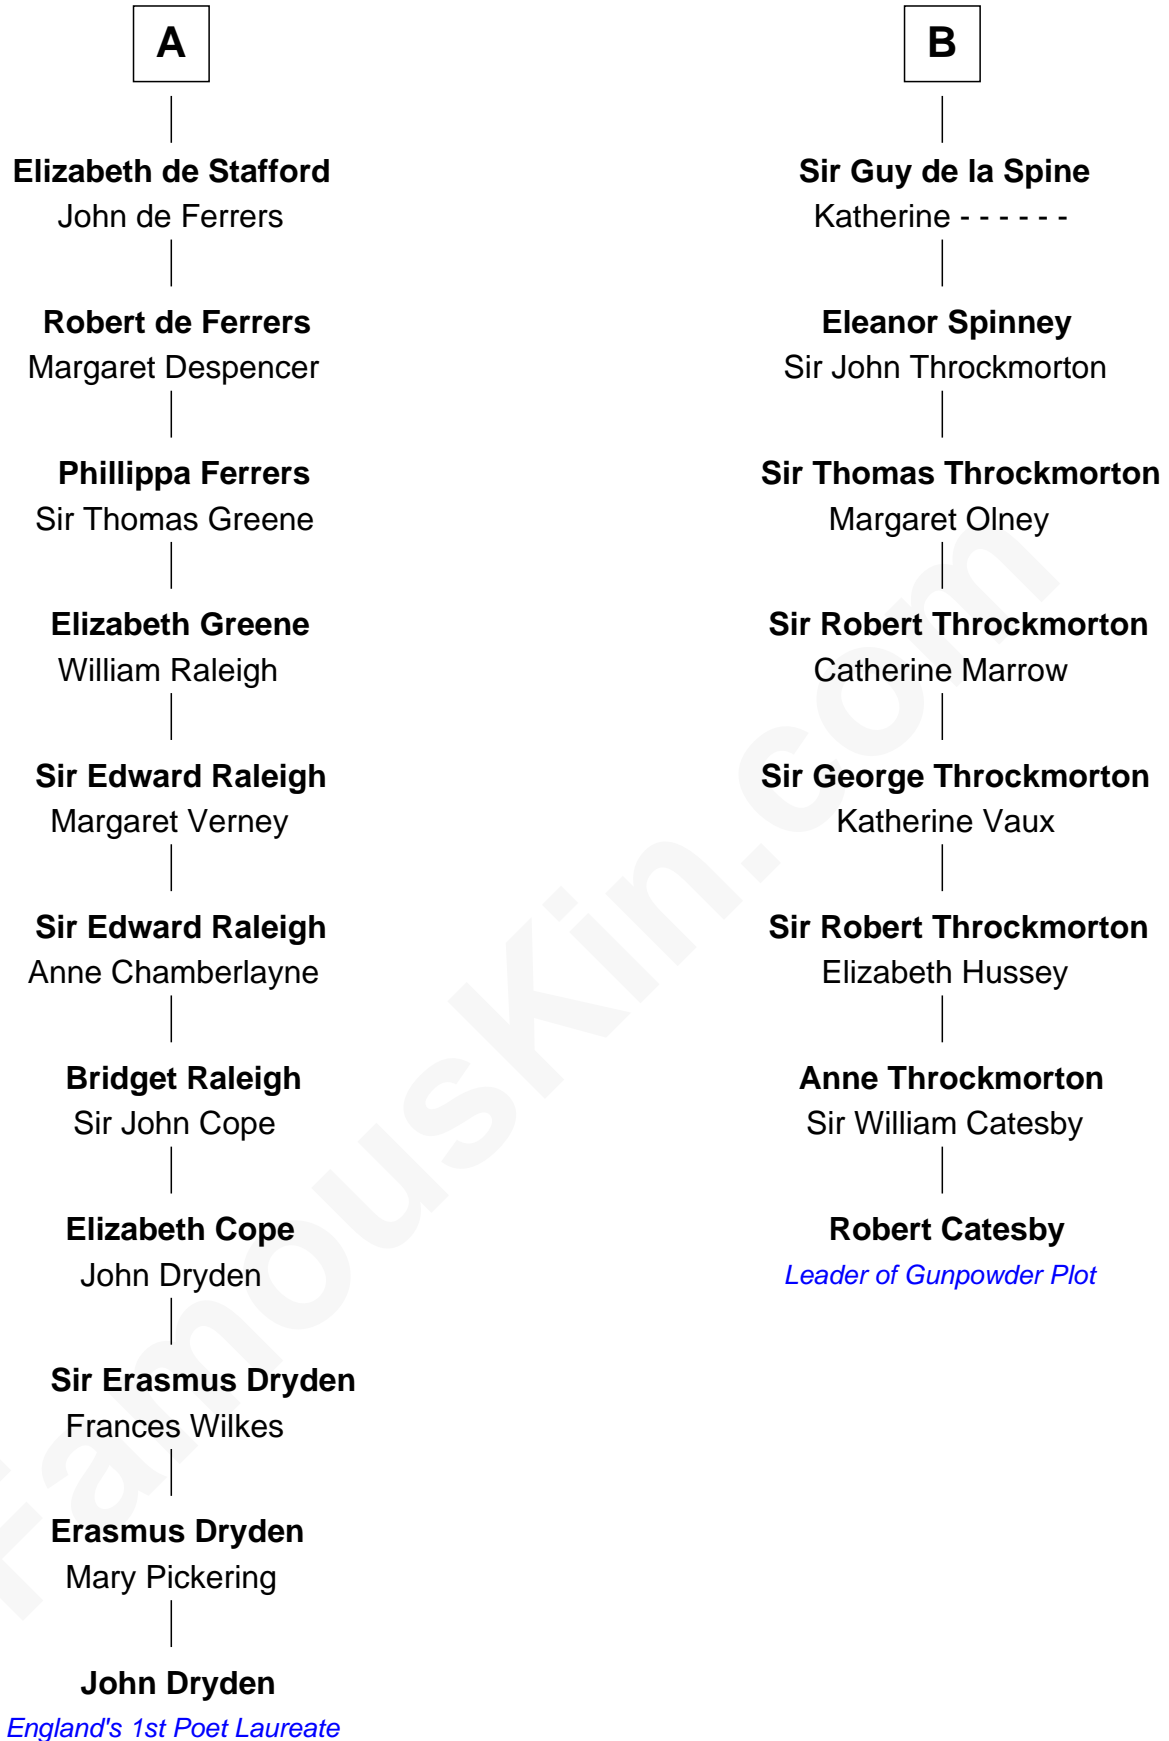 A
Elizabeth de Stafford
John de Ferrers
Robert de Ferrers
Margaret Despencer
Phillippa Ferrers
Sir Thomas Greene
Elizabeth Greene
William Raleigh
Sir Edward Raleigh
Margaret Verney
Sir Edward Raleigh
Anne Chamberlayne
Bridget Raleigh
Sir John Cope
Elizabeth Cope
John Dryden
Sir Erasmus Dryden
Frances Wilkes
Erasmus Dryden
Mary Pickering
John Dryden
England's 1st Poet Laureate
B
Sir Guy de la Spine
Katherine - - - - - -
Eleanor Spinney
Sir John Throckmorton
Sir Thomas Throckmorton
Margaret Olney
Sir Robert Throckmorton
Catherine Marrow
Sir George Throckmorton
Katherine Vaux
Sir Robert Throckmorton
Elizabeth Hussey
Anne Throckmorton
Sir William Catesby
Robert Catesby
Leader of Gunpowder Plot
FamousKin.com